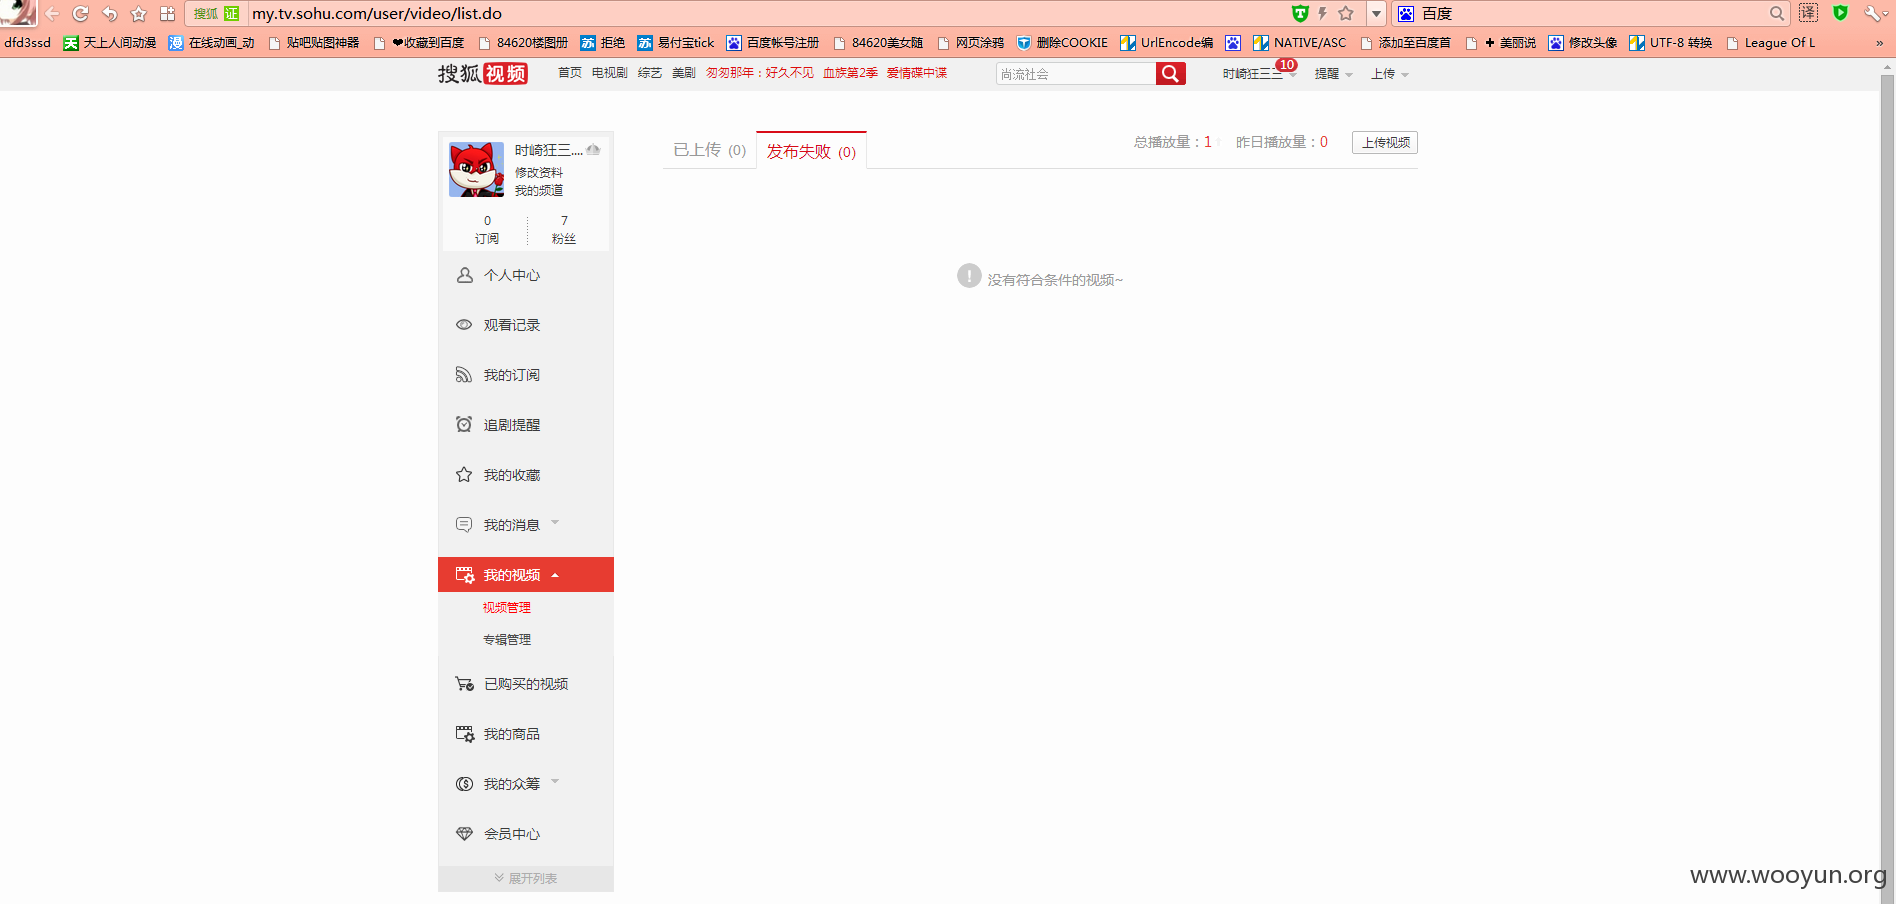 搜狐 证 my.tv.sohu.com/user/video/list.do 百度 译
dfd3ssd 天 天上人间动漫 漫 在线动画_动 贴吧贴图神器 ❤收藏到百度 84620楼图册 苏 拒绝 苏 易付宝tick 百度帐号注册 84620美女随 网页涂鸦 删除COOKIE UrlEncode编 NATIVE/ASC 添加至百度首 ✚ 美丽说 修改头像 UTF-8 转换 League Of L »
搜狐视频 首页 电视剧 综艺 美剧 匆匆那年：好久不见 血族第2季 爱情碟中谍 尚流社会 时崎狂三三 10 提醒 上传
时崎狂三....
修改资料
我的频道
0 7
订阅 粉丝
已上传 (0) 发布失败 (0) 总播放量：1 昨日播放量：0 上传视频
没有符合条件的视频~
个人中心
观看记录
我的订阅
追剧提醒
我的收藏
我的消息
我的视频
视频管理
专辑管理
已购买的视频
我的商品
我的众筹
会员中心
展开列表
www.wooyun.org